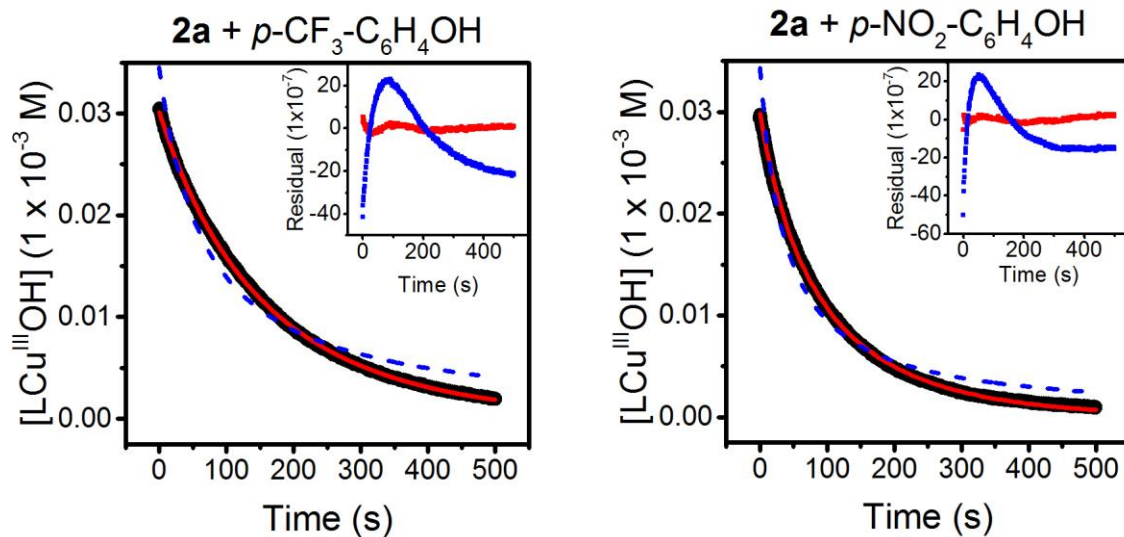 2a + p-CF₃-C₆H₄OH
[LCuᴵᴵᴵOH] (1 x 10⁻³ M)
0.03
0.02
0.01
0.00
0 100 200 300 400 500
Time (s)
Residual (1x10⁻⁷)
20
0
-20
-40
0 200 400
Time (s)
2a + p-NO₂-C₆H₄OH
[LCuᴵᴵᴵOH] (1 x 10⁻³ M)
0.03
0.02
0.01
0.00
0 100 200 300 400 500
Time (s)
Residual (1x10⁻⁷)
20
0
-20
-40
-60
0 200 400
Time (s)